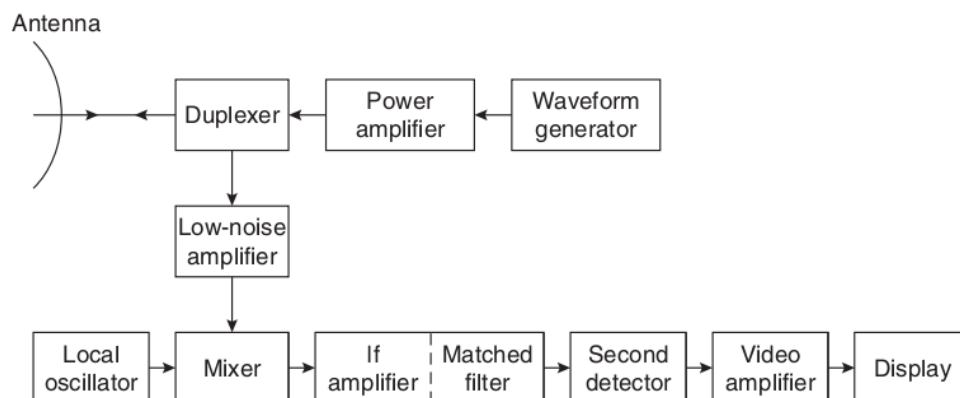 Antenna
Duplexer
Power
amplifier
Waveform
generator
Low-noise
amplifier
Local
oscillator
Mixer
If
amplifier
Matched
filter
Second
detector
Video
amplifier
Display